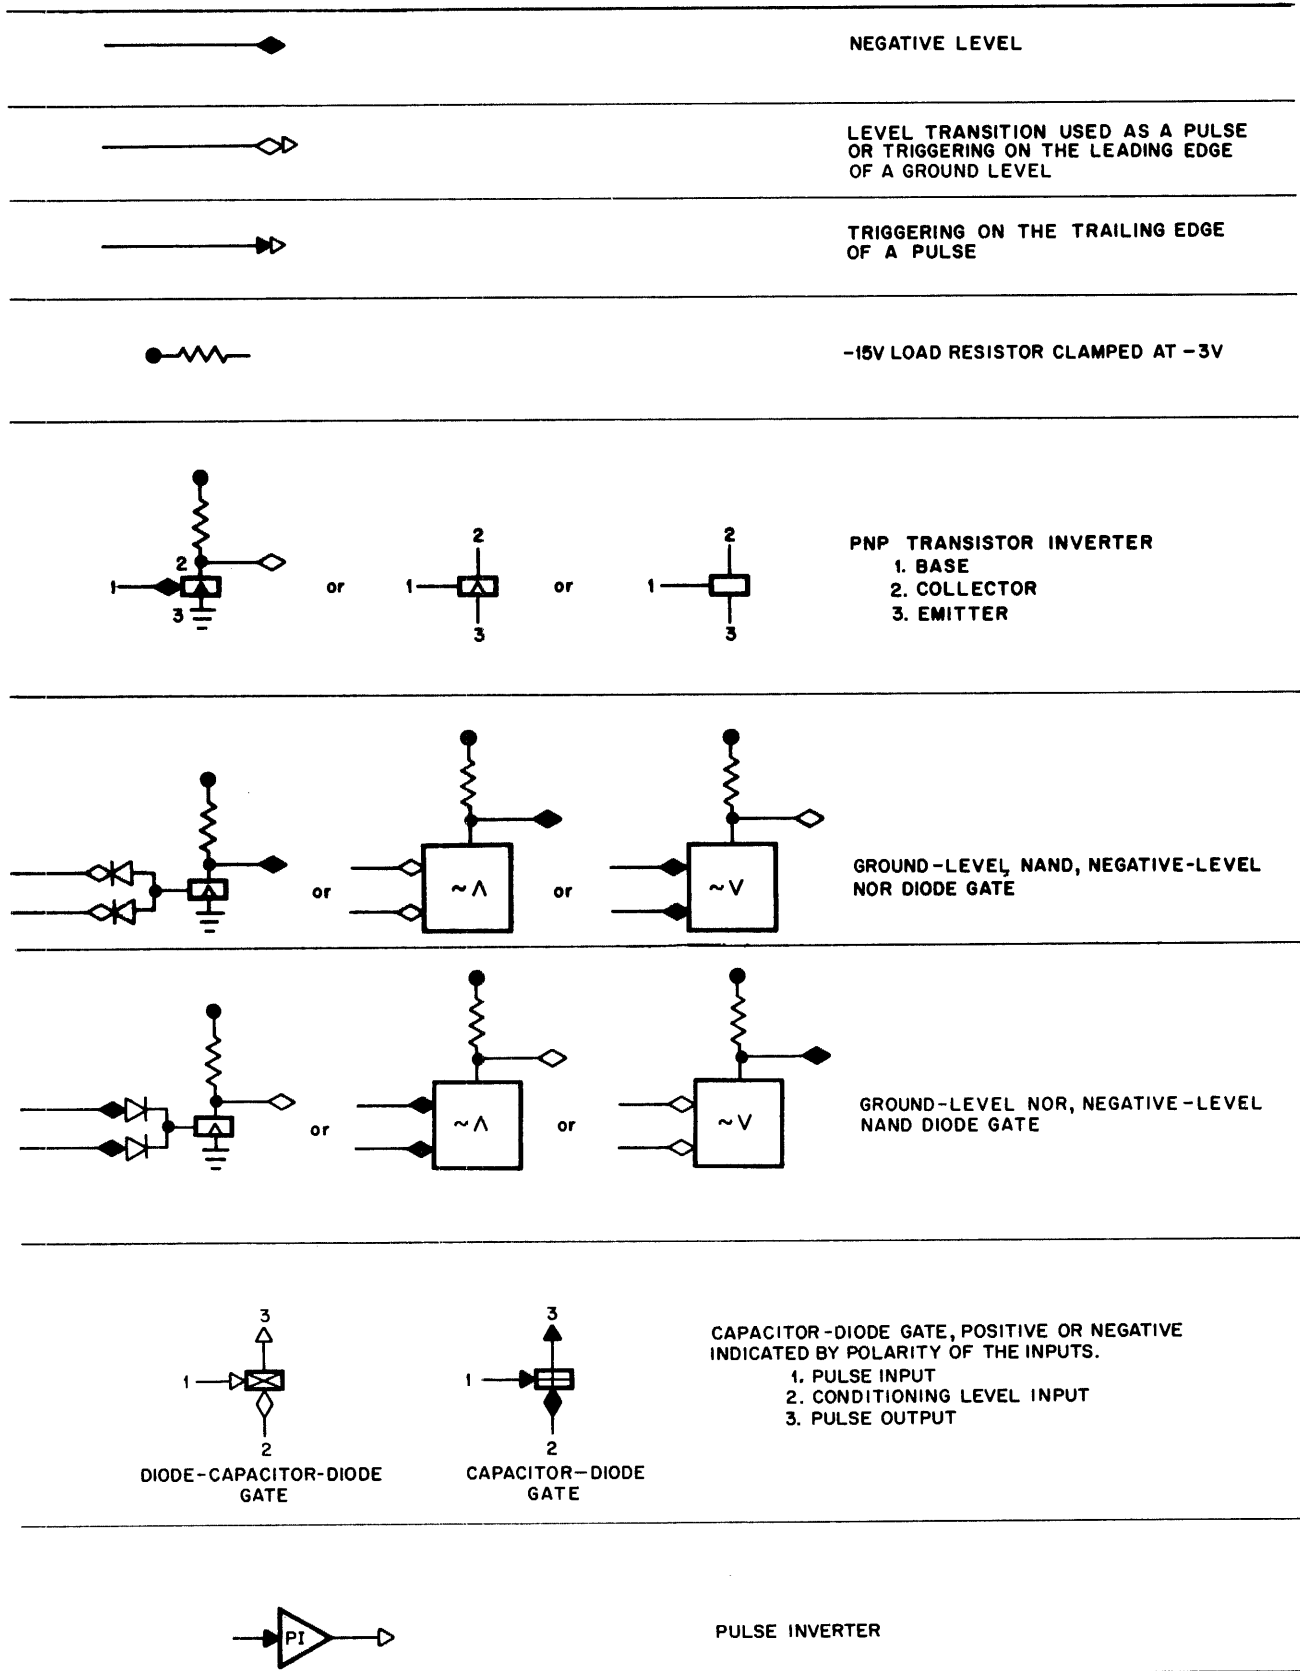 NEGATIVE LEVEL
LEVEL TRANSITION USED AS A PULSE
OR TRIGGERING ON THE LEADING EDGE
OF A GROUND LEVEL
TRIGGERING ON THE TRAILING EDGE
OF A PULSE
-15V LOAD RESISTOR CLAMPED AT -3V
2
1
3
or
2
1
3
or
2
1
3
PNP TRANSISTOR INVERTER
1. BASE
2. COLLECTOR
3. EMITTER
or
~ Λ
or
~ V
GROUND-LEVEL, NAND, NEGATIVE-LEVEL
NOR DIODE GATE
or
~ Λ
or
~ V
GROUND-LEVEL NOR, NEGATIVE-LEVEL
NAND DIODE GATE
3
1
2
DIODE-CAPACITOR-DIODE
GATE
3
1
2
CAPACITOR-DIODE
GATE
CAPACITOR-DIODE GATE, POSITIVE OR NEGATIVE
INDICATED BY POLARITY OF THE INPUTS.
1. PULSE INPUT
2. CONDITIONING LEVEL INPUT
3. PULSE OUTPUT
PI
PULSE INVERTER